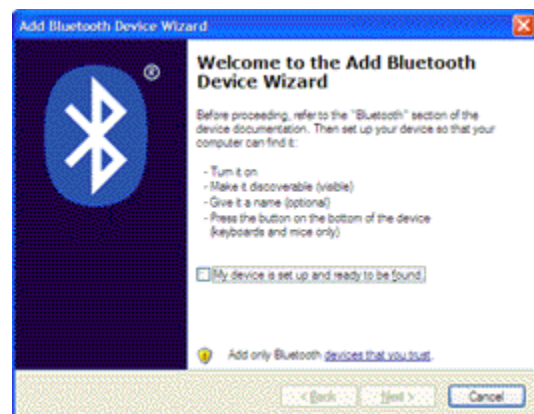 Add Bluetooth Device Wizard
®
Welcome to the Add Bluetooth
Device Wizard
Before proceeding, refer to the "Bluetooth" section of the
device documentation. Then set up your device so that your
computer can find it:
- Turn it on
- Make it discoverable (visible)
- Give it a name (optional)
- Press the button on the bottom of the device
(keyboards and mice only)
My device is set up and ready to be found.
Add only Bluetooth devices that you trust.
< Back Next > Cancel